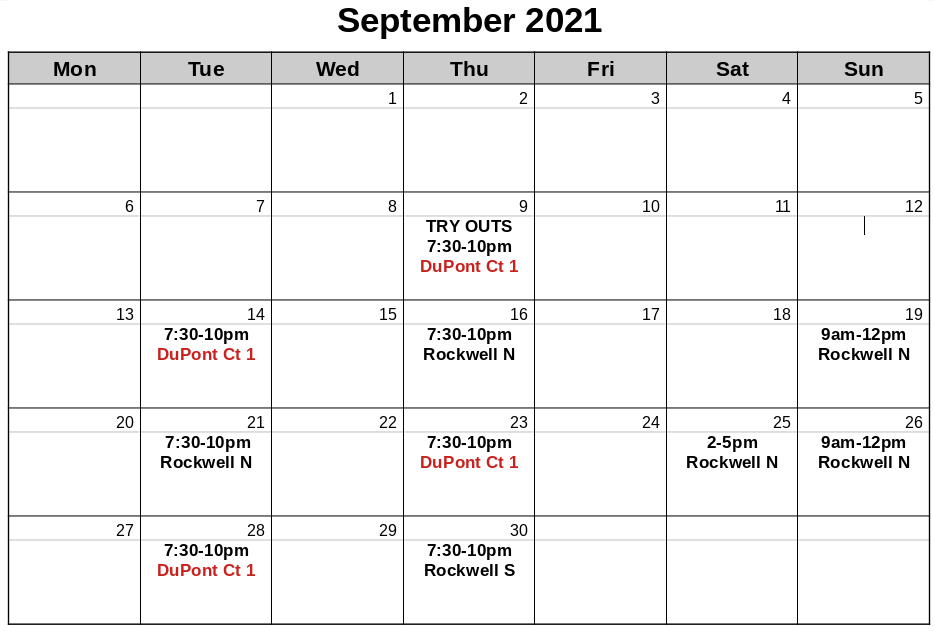 September 2021
Mon Tue Wed Thu Fri Sat Sun
1 2 3 4 5
6 7 8 9 10 11 12
TRY OUTS
7:30-10pm
DuPont Ct 1
13 14 15 16 17 18 19
7:30-10pm 7:30-10pm 9am-12pm
DuPont Ct 1 Rockwell N Rockwell N
20 21 22 23 24 25 26
7:30-10pm 7:30-10pm 2-5pm 9am-12pm
Rockwell N DuPont Ct 1 Rockwell N Rockwell N
27 28 29 30
7:30-10pm 7:30-10pm
DuPont Ct 1 Rockwell S